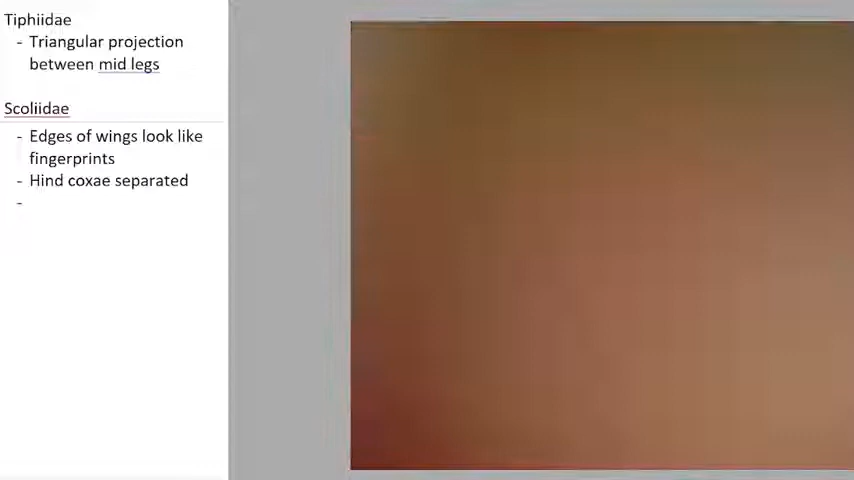 Tiphiidae
- Triangular projection
between mid legs
Scoliidae
- Edges of wings look like
fingerprints
- Hind coxae separated
-